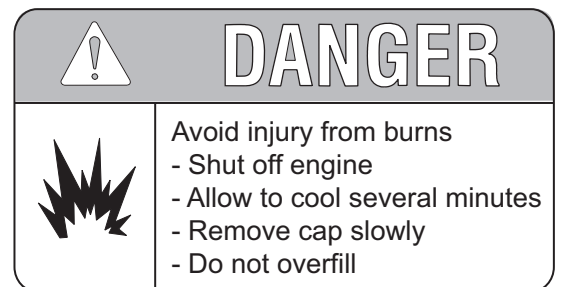 DANGER
Avoid injury from burns
- Shut off engine
- Allow to cool several minutes
- Remove cap slowly
- Do not overfill